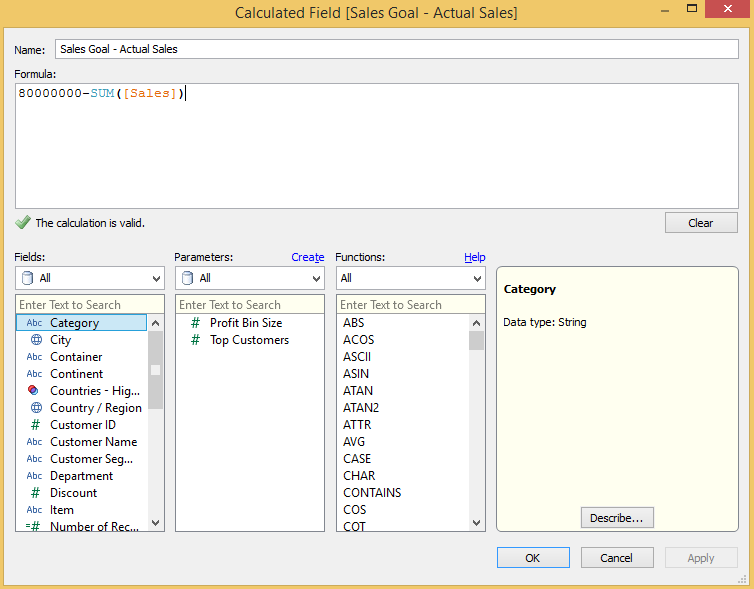 Calculated Field [Sales Goal - Actual Sales]
Name: Sales Goal - Actual Sales
Formula:
80000000-SUM([Sales])
The calculation is valid.
Clear
Fields:
All
Enter Text to Search
Abc Category
City
Abc Container
Abc Continent
Countries - Hig...
Country / Region
# Customer ID
Abc Customer Name
Abc Customer Seg...
Abc Department
# Discount
Abc Item
=# Number of Rec...
Parameters: Create
All
Enter Text to Search
# Profit Bin Size
# Top Customers
Functions: Help
All
Enter Text to Search
ABS
ACOS
ASCII
ASIN
ATAN
ATAN2
ATTR
AVG
CASE
CHAR
CONTAINS
COS
COT
Category
Data type: String
Describe...
OK Cancel Apply